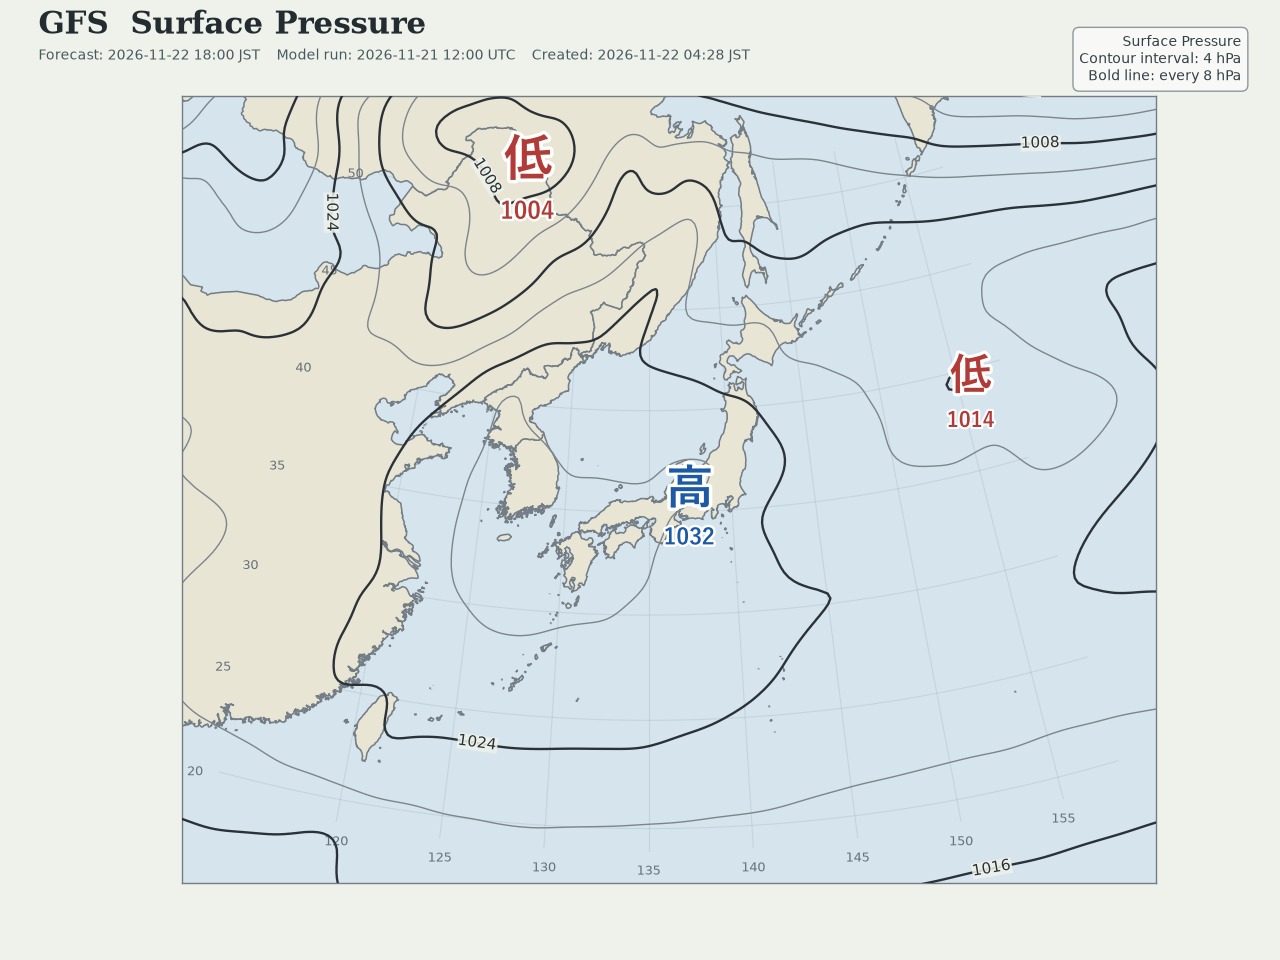 GFS  Surface Pressure
Forecast: 2026-11-22 18:00 JST    Model run: 2026-11-21 12:00 UTC    Created: 2026-11-22 04:28 JST
Surface Pressure
Contour interval: 4 hPa
Bold line: every 8 hPa
1008
低
1004
1008
50
1024
45
40
低
1014
35
高
1032
30
25
1024
20
120
125
130
135
140
145
150
155
1016